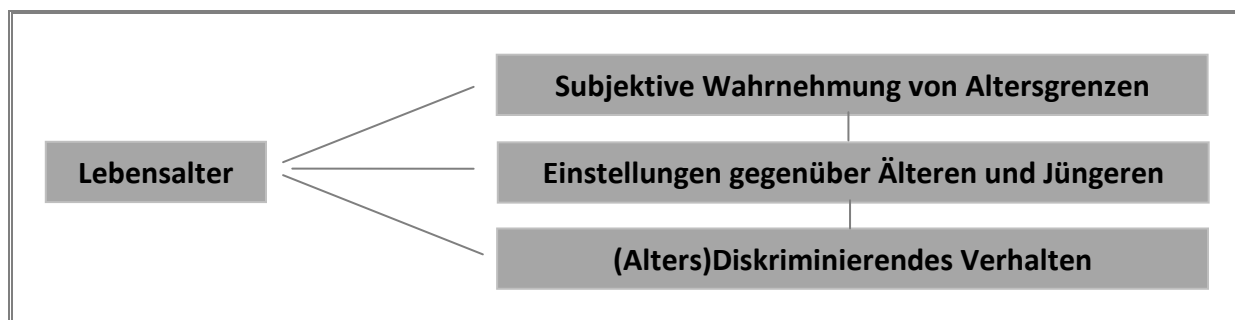 Subjektive Wahrnehmung von Altersgrenzen
Lebensalter
Einstellungen gegenüber Älteren und Jüngeren
(Alters)Diskriminierendes Verhalten